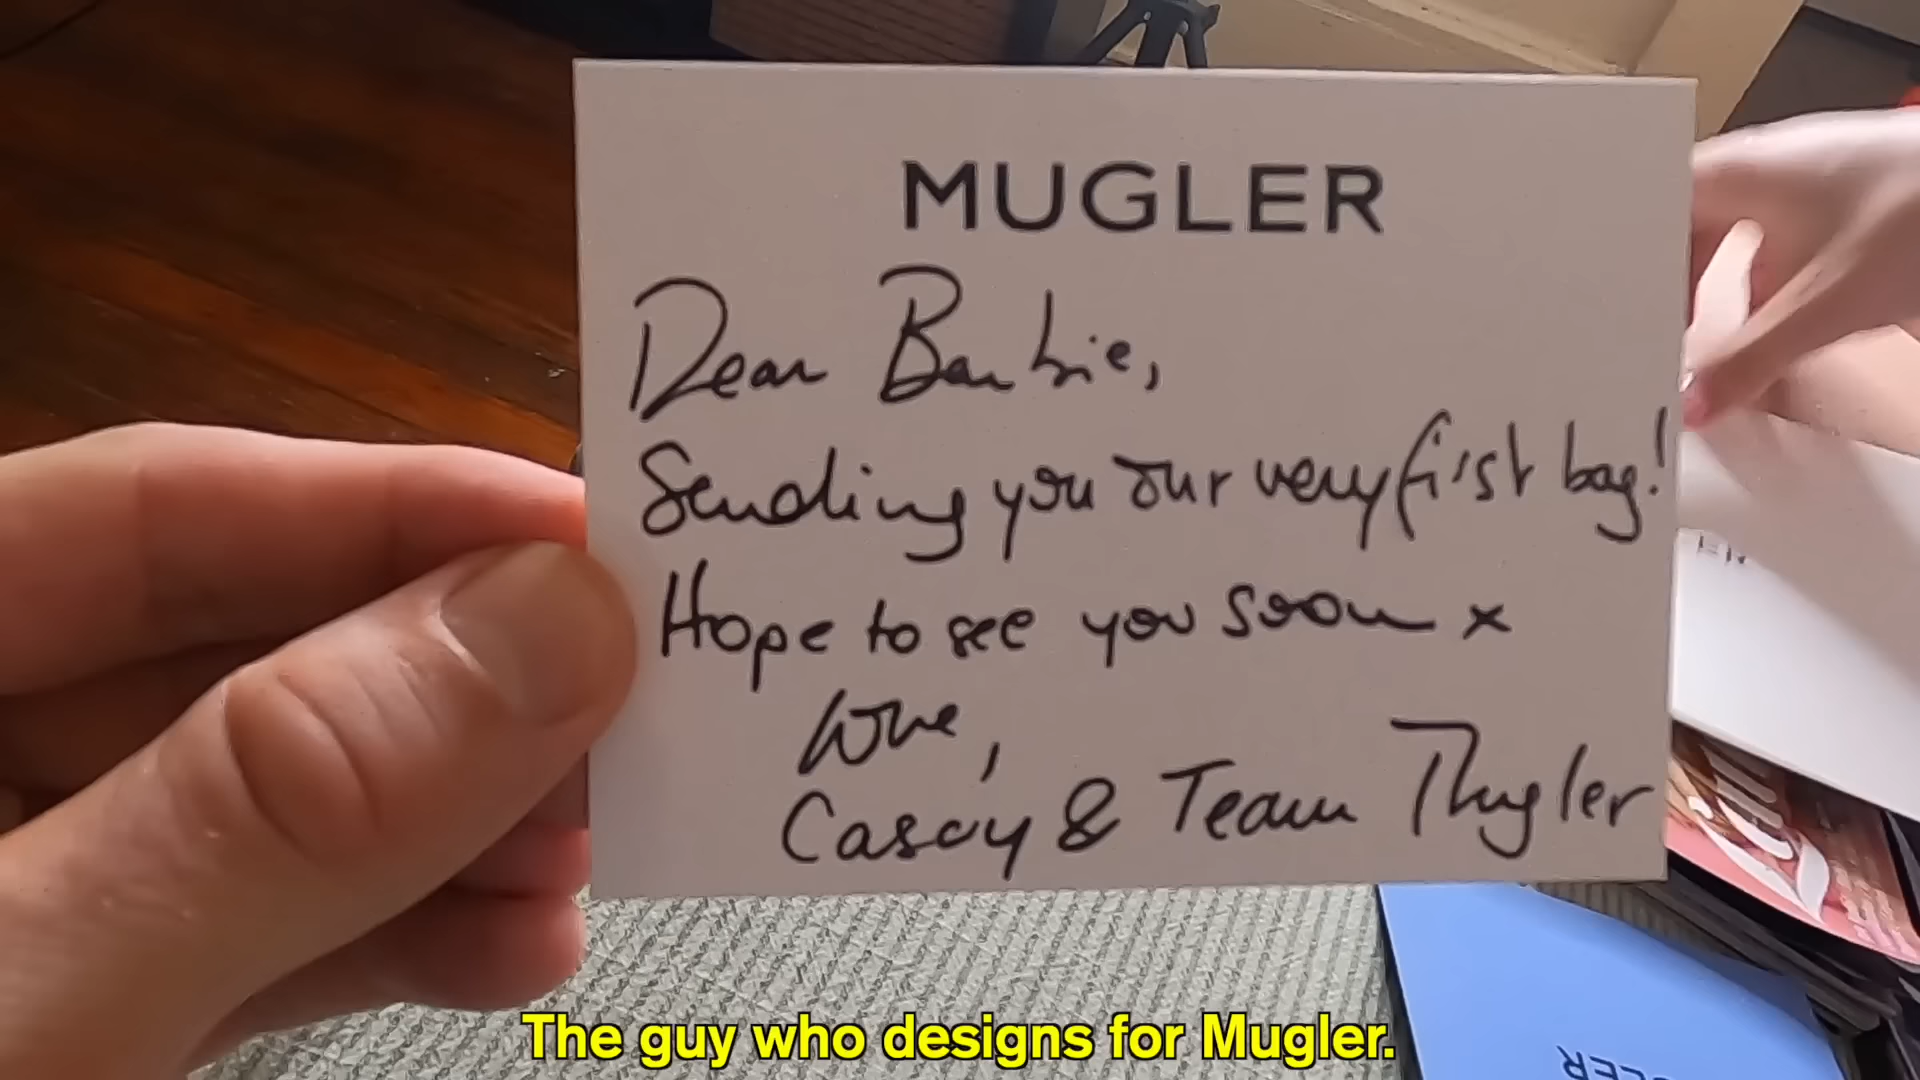 MUGLER
Dear Barbie,
Sending you our very first bag!
Hope to see you soon x
Love,
Casey & Team Mugler
The guy who designs for Mugler.